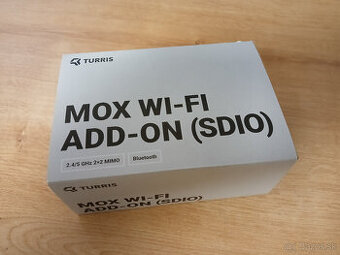 TURRIS
MOX WI-FI
ADD-ON (SDIO)
2.4/5 GHz 2×2 MIMO
Bluetooth
TURRIS
MOX WI-FI
ADD-ON (SDIO)